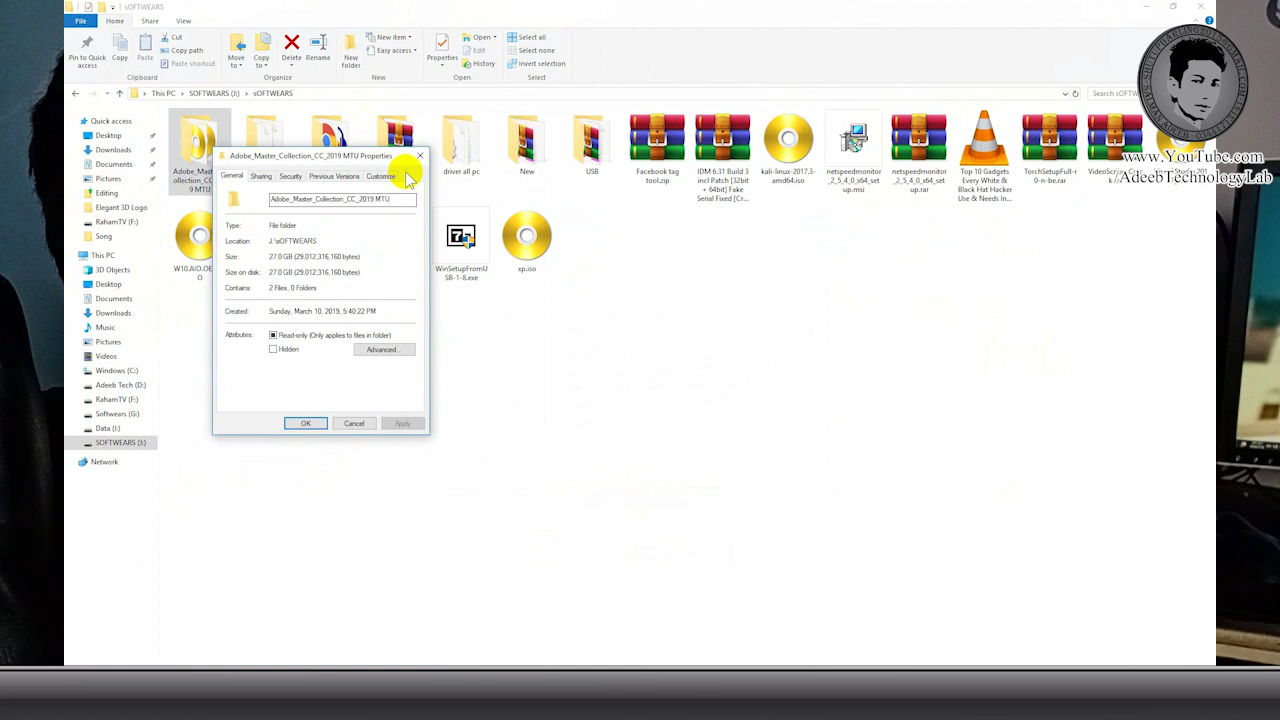 sOFTWEARS
File
Home
Share
View
Pin to Quick access
Copy
Paste
Cut
Copy path
Paste shortcut
Clipboard
Move to
Copy to
Delete
Rename
Organize
New folder
New item
Easy access
New
Properties
Open
Edit
History
Open
Select all
Select none
Invert selection
Select
This PC
SOFTWEARS (J:)
sOFTWEARS
Quick access
Desktop
Downloads
Documents
Pictures
Editing
Elegant 3D Logo
RahamTV (F:)
Song
This PC
3D Objects
Desktop
Documents
Downloads
Music
Pictures
Videos
Windows (C:)
Adeeb Tech (D:)
RahamTV (F:)
Softwears (G:)
Data (I:)
SOFTWEARS (J:)
Network
driver all pc
New
USB
Facebook tag tool.zip
IDM 6.31 Build 3
incl Patch [32bit
+ 64bit] Fake
Serial Fixed [Cr...
kali-linux-2017.3-
amd64.iso
netspeedmonitor
_2_5_4_0_x64_set
up.msi
netspeedmonitor
_2_5_4_0_x64_set
up.rar
Top 10 Gadgets
Every White &
Black Hat Hacker
Use & Needs In...
TorchSetupFull-r
0-n-be.rar
WinSetupFromU
SB-1-8.exe
xp.iso
Adobe_Master_Collection_CC_2019 MTU Properties
General
Sharing
Security
Previous Versions
Customize
Adobe_Master_Collection_CC_2019 MTU
Type: File folder
Location: J:\sOFTWEARS
Size: 27.0 GB (29,012,316,160 bytes)
Size on disk: 27.0 GB (29,012,316,160 bytes)
Contains: 2 Files, 0 Folders
Created: Sunday, March 10, 2019, 5:40:22 PM
Attributes: Read-only (Only applies to files in folder)
Hidden
Advanced...
OK
Cancel
Apply
www.YouTube.com
/AdeebTechnologyLab